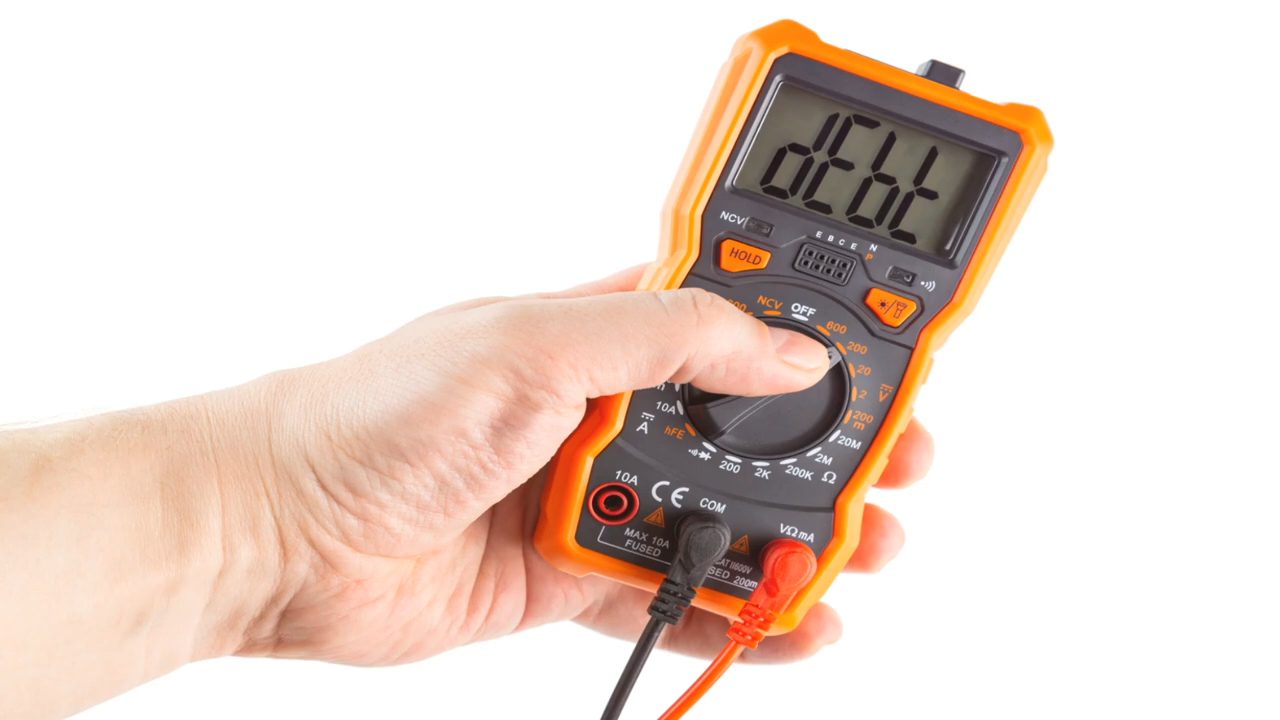 dEbt
NCV
E B C E N
P
HOLD
NCV OFF 600
200
20
2
V
200
m
20M
2M
Ω
200K
2K
200
hFE
A
10A
10A
CE
COM
VΩmA
MAX 10A
FUSED
200m